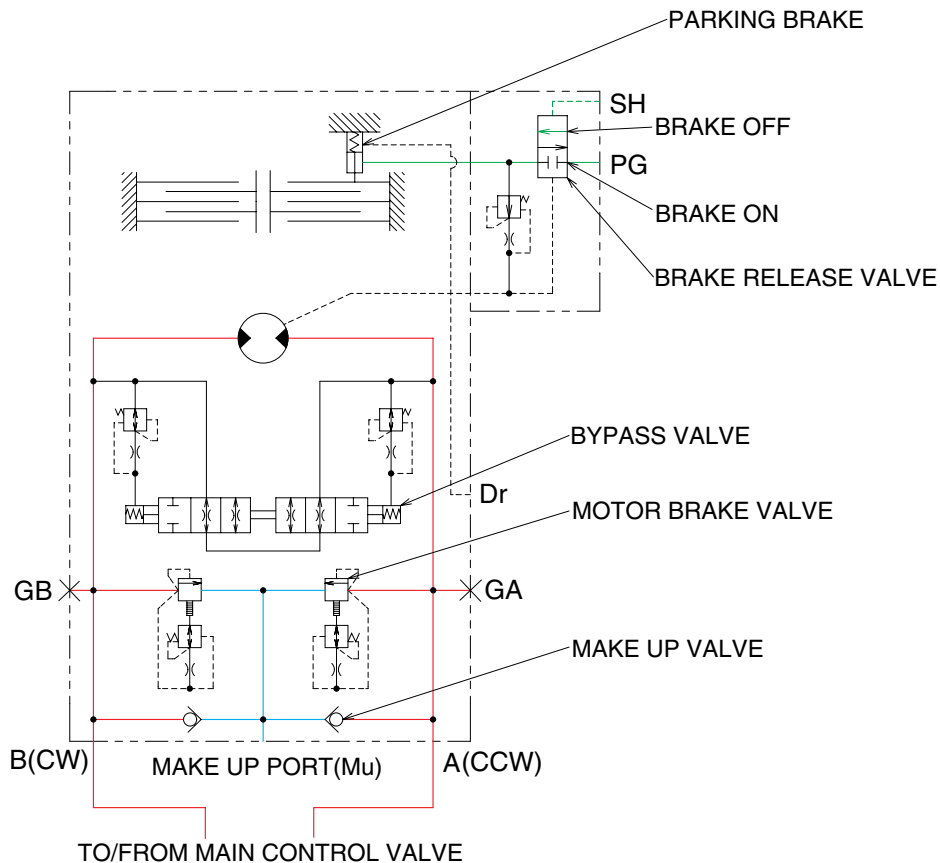 PARKING BRAKE
SH
BRAKE OFF
PG
BRAKE ON
BRAKE RELEASE VALVE
BYPASS VALVE
Dr
MOTOR BRAKE VALVE
GB
GA
MAKE UP VALVE
B(CW)
MAKE UP PORT(Mu)
A(CCW)
TO/FROM MAIN CONTROL VALVE